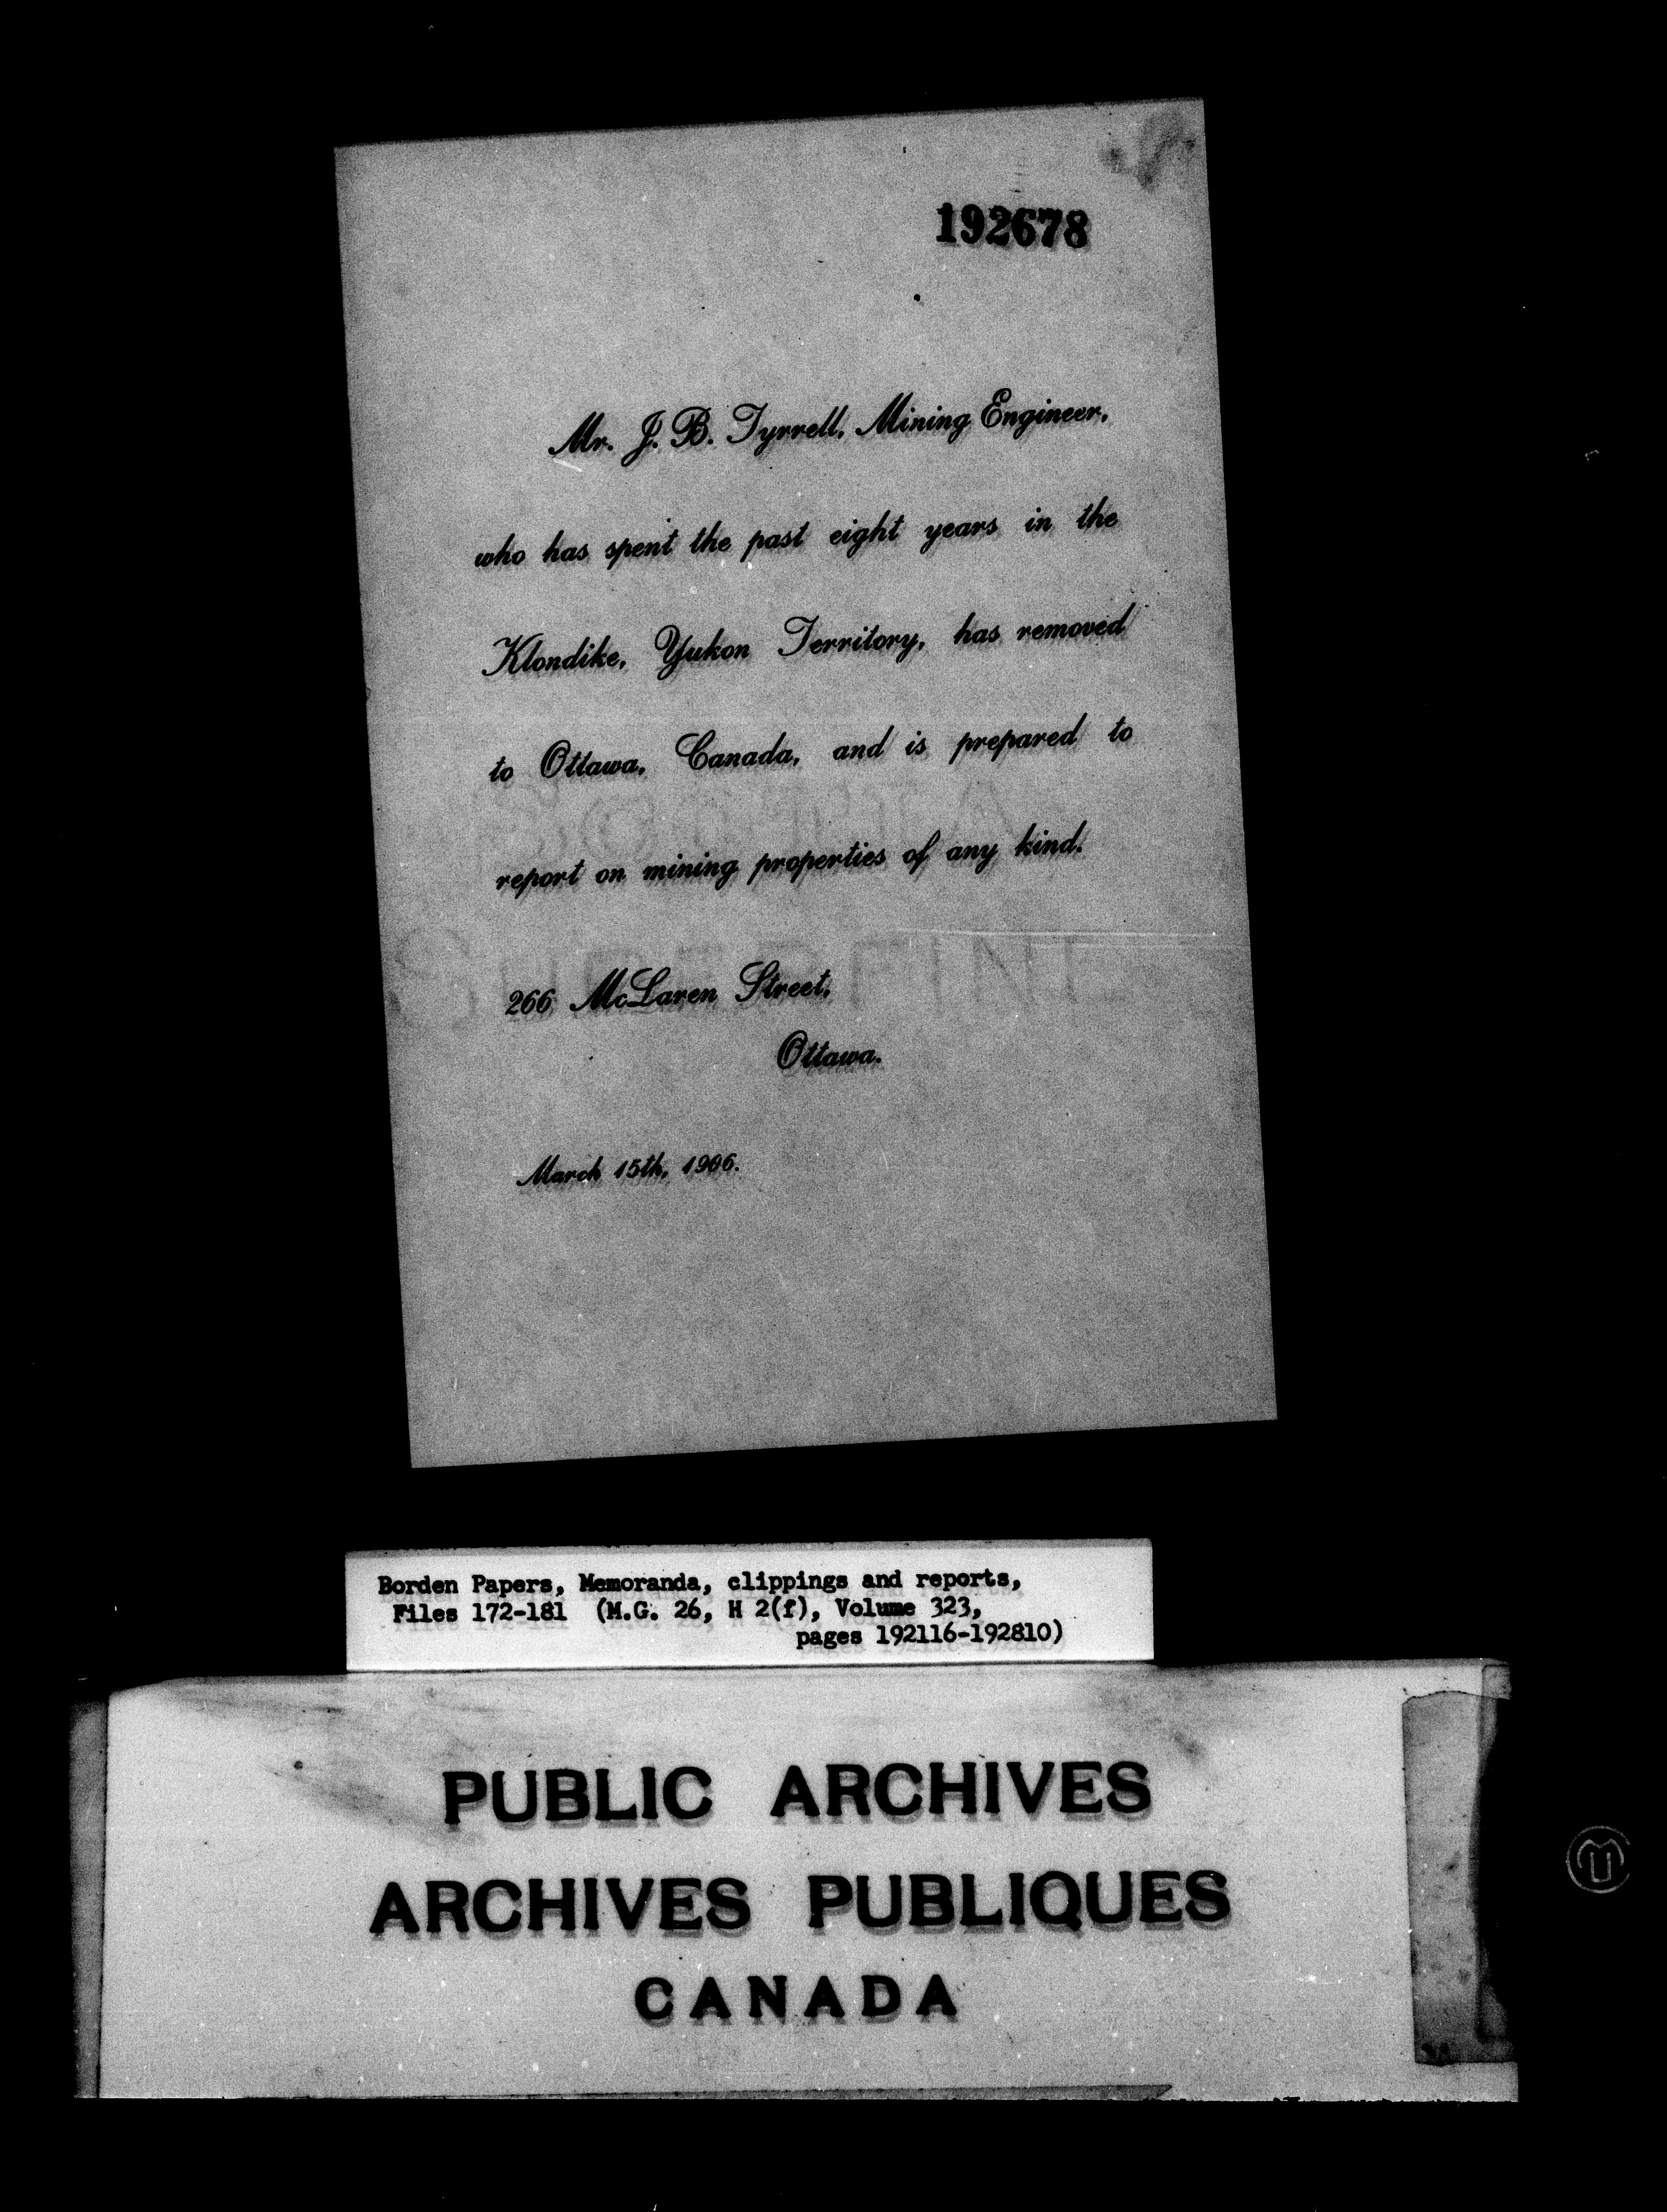 192678
Mr. J. B. Tyrrell, Mining Engineer,
who has spent the past eight years in the
Klondike, Yukon Territory, has removed
to Ottawa, Canada, and is prepared to
report on mining properties of any kind.
266 McLaren Street,
Ottawa.
March 15th, 1906.
Borden Papers, Memoranda, clippings and reports,
Files 172-181 (M.G. 26, H 2(f), Volume 323,
pages 192116-192810)
PUBLIC ARCHIVES
ARCHIVES PUBLIQUES
CANADA